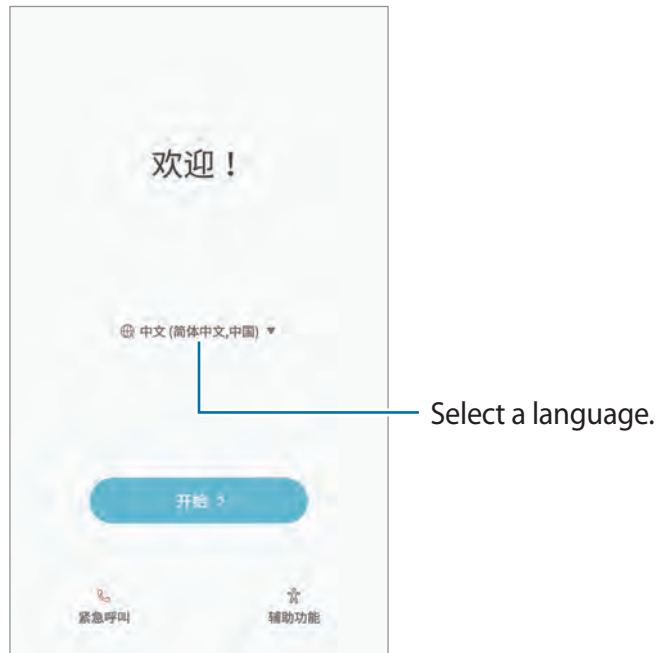 欢迎！
中文 (简体中文,中国)
Select a language.
开始
紧急呼叫
辅助功能